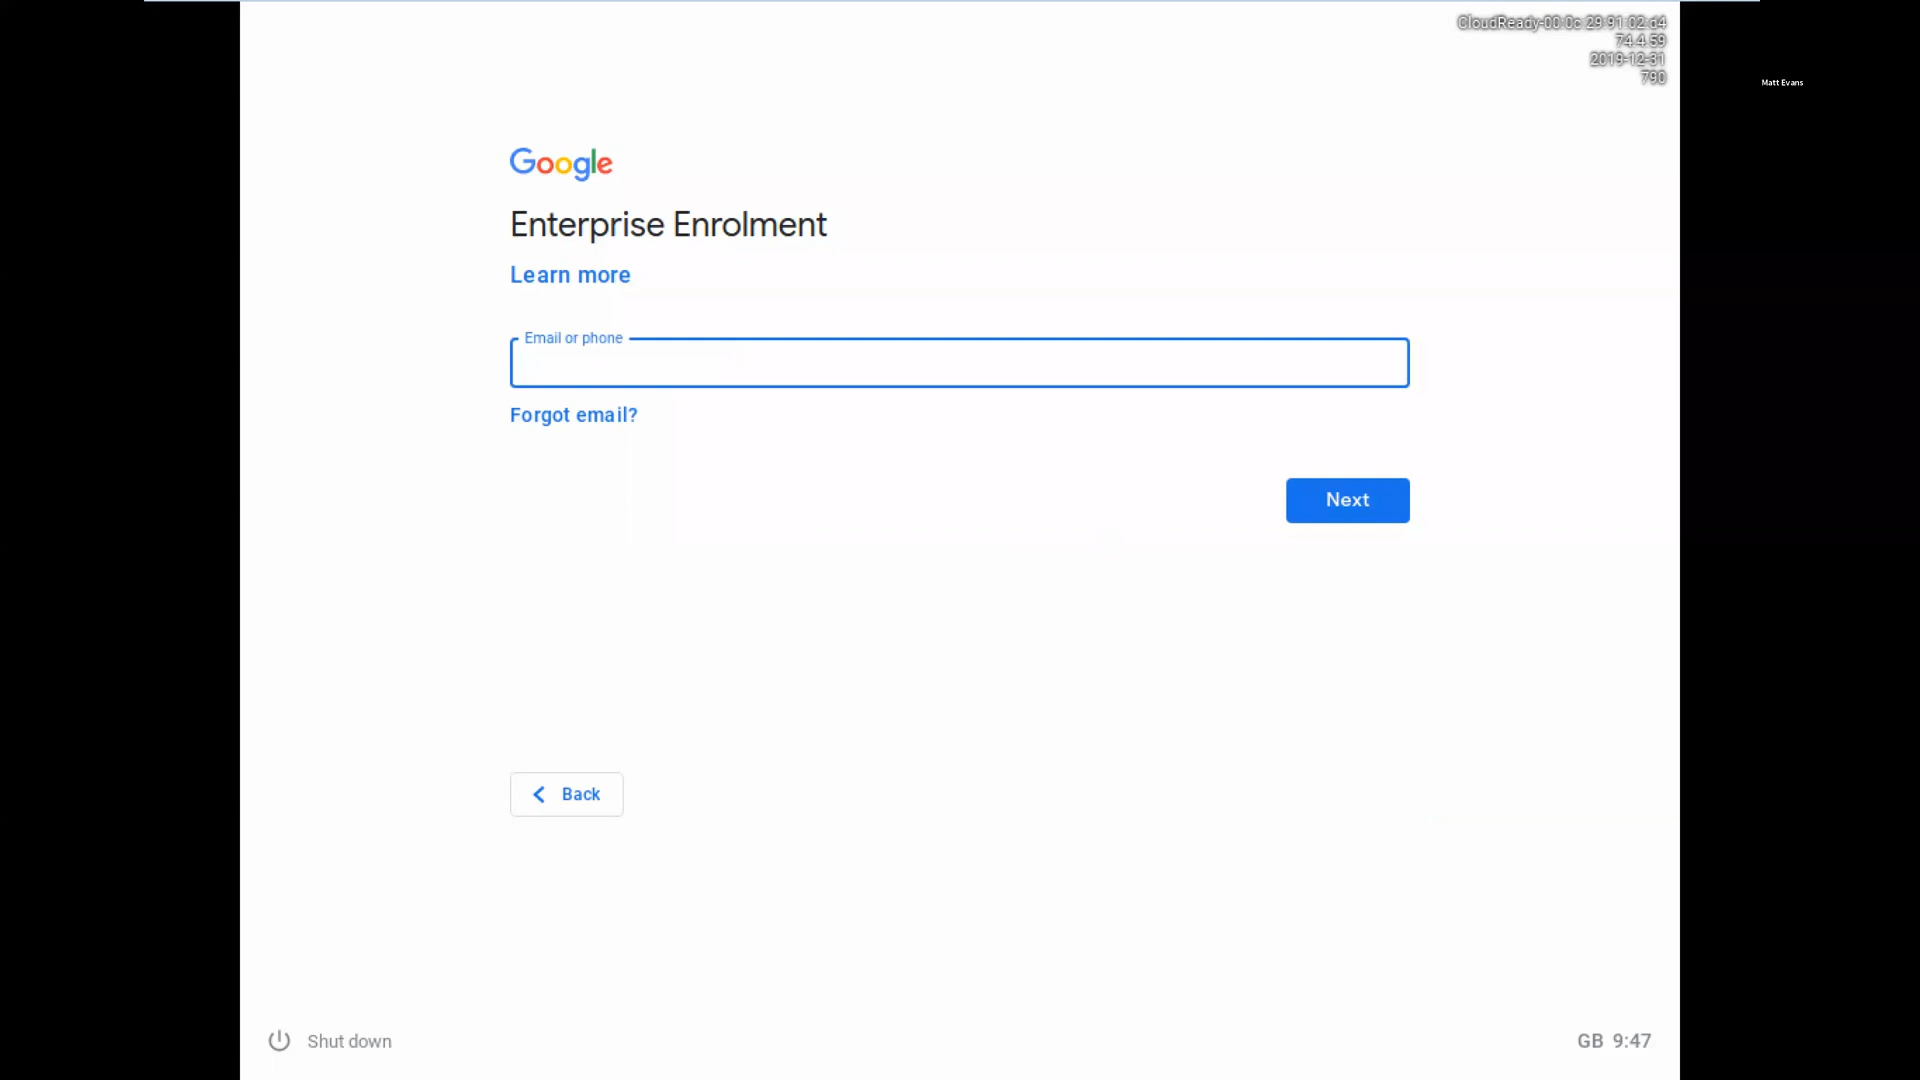 CloudReady-00:0c:29:91:02:d4
74.4.59
2019-12-31
790
Matt Evans
Google
Enterprise Enrolment
Learn more
Email or phone
Forgot email?
Next
Back
Shut down
GB 9:47